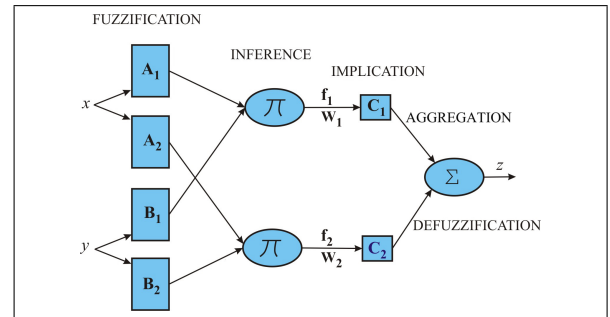 FUZZIFICATION
INFERENCE
IMPLICATION
AGGREGATION
DEFUZZIFICATION
x
y
A₁
A₂
B₁
B₂
π
π
f₁
W₁
f₂
W₂
C₁
C₂
Σ
z